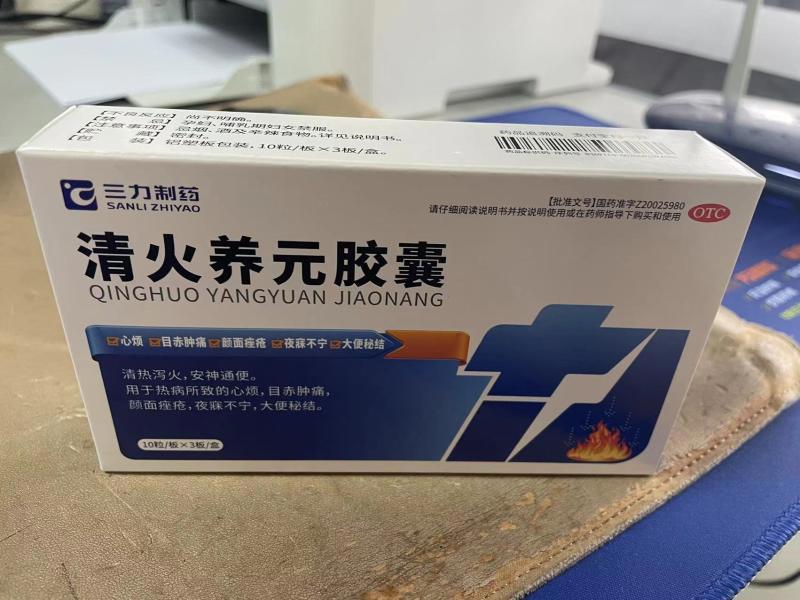 【不良反应】尚不明确。
【禁 忌】孕妇、哺乳期妇女禁服。
【注意事项】忌烟、酒及辛辣食物。详见说明书。
【贮 藏】密封。
【包 装】铝塑板包装，10粒/板×3板/盒。
药品追溯码
三力制药
SANLI ZHIYAO
【批准文号】国药准字Z20025980
请仔细阅读说明书并按说明使用或在药师指导下购买和使用
OTC
清火养元胶囊
QINGHUO YANGYUAN JIAONANG
心烦 目赤肿痛 颜面痤疮 夜寐不宁 大便秘结
清热泻火，安神通便。
用于热病所致的心烦，目赤肿痛，
颜面痤疮，夜寐不宁，大便秘结。
10粒/板×3板/盒